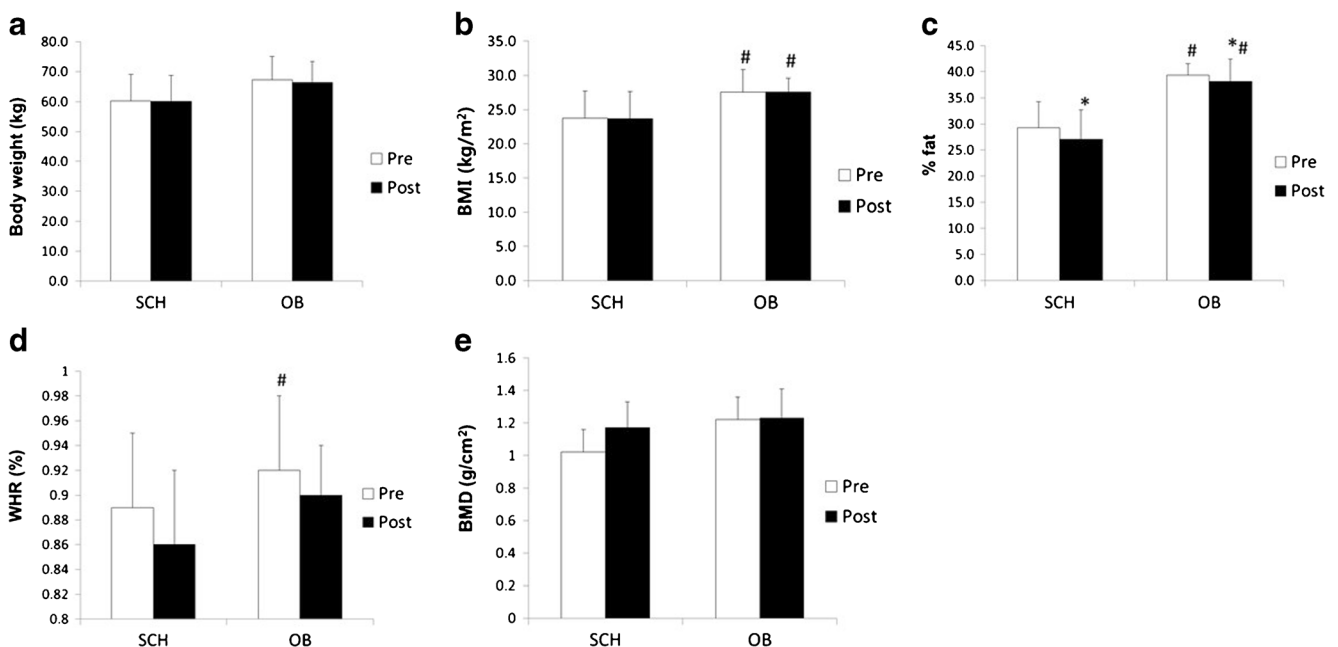 a
80.0
70.0
60.0
50.0
40.0
30.0
20.0
10.0
0.0
Body weight (kg)
SCH OB
Pre
Post
b
35.0
30.0
25.0
20.0
15.0
10.0
5.0
0.0
BMI (kg/m²)
# #
SCH OB
Pre
Post
c
45.0
40.0
35.0
30.0
25.0
20.0
15.0
10.0
5.0
0.0
% fat
* # *#
SCH OB
Pre
Post
d
1
0.98
0.96
0.94
0.92
0.9
0.88
0.86
0.84
0.82
0.8
WHR (%)
#
SCH OB
Pre
Post
e
1.6
1.4
1.2
1
0.8
0.6
0.4
0.2
0
BMD (g/cm²)
SCH OB
Pre
Post